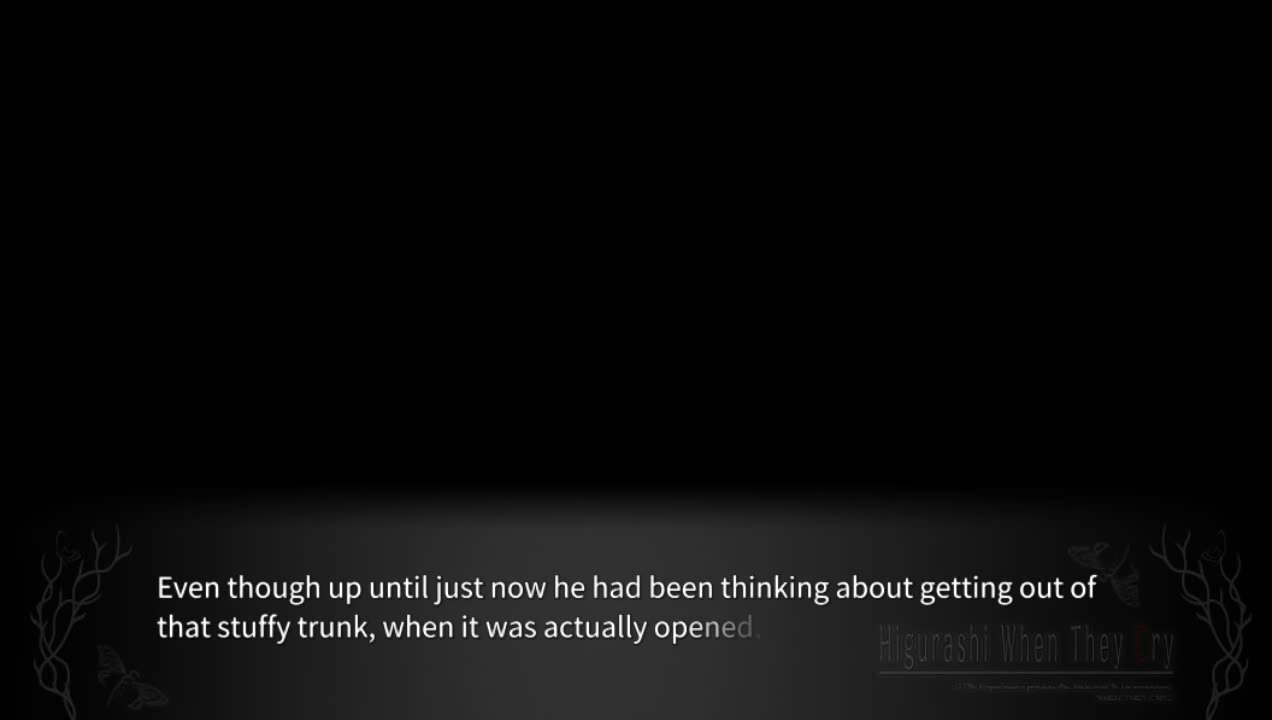 Even though up until just now he had been thinking about getting out of
that stuffy trunk, when it was actually opened.
Higurashi When They Cry